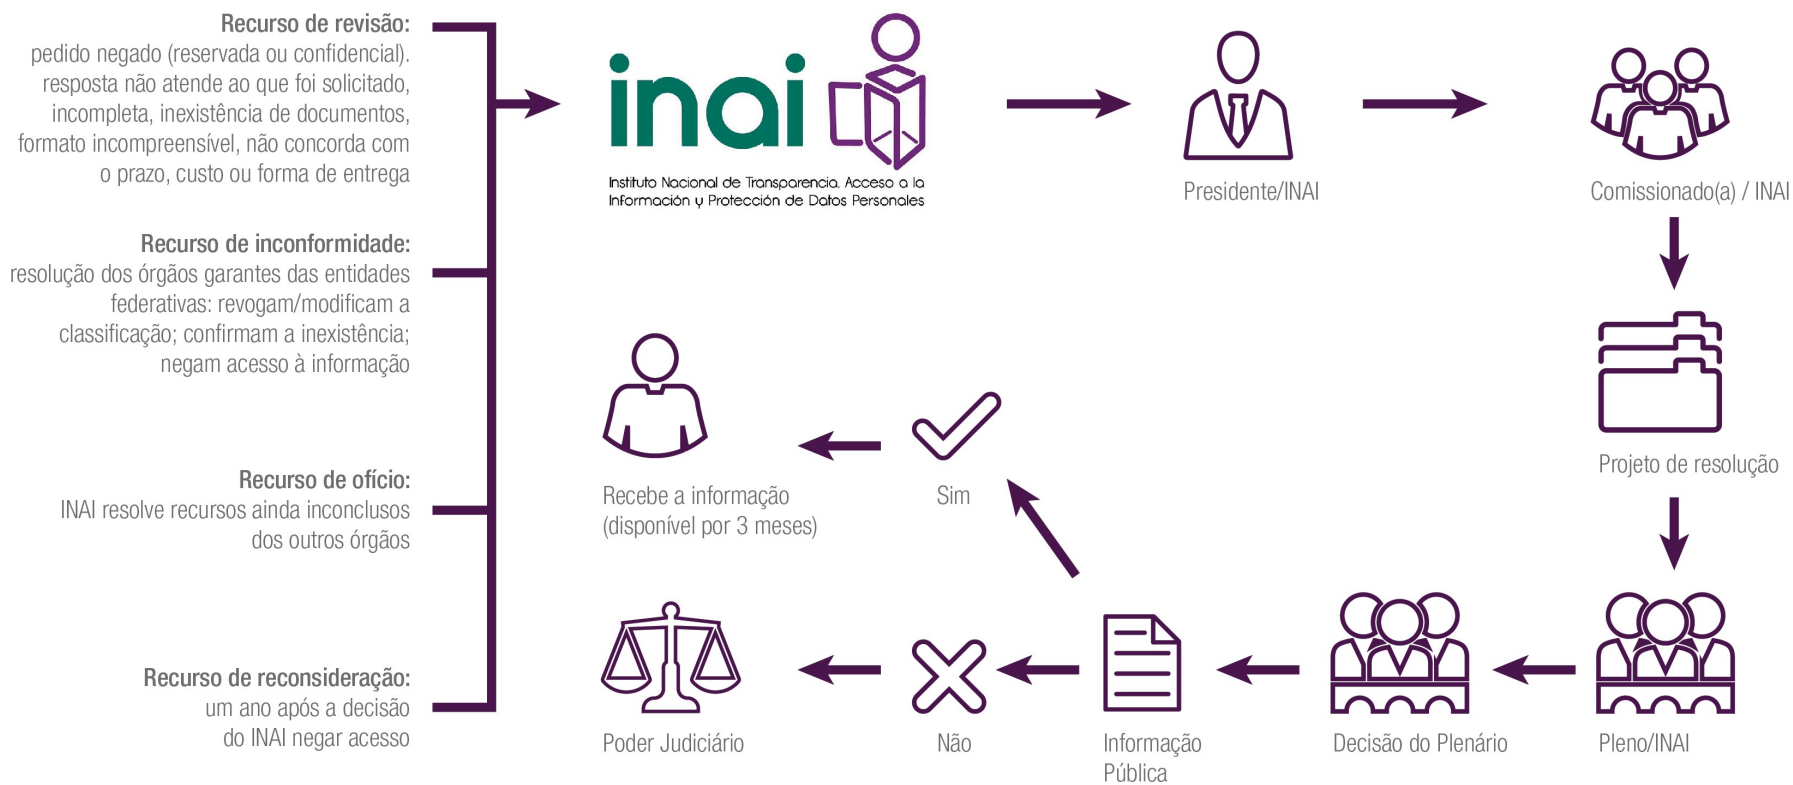 Recurso de revisão:
pedido negado (reservada ou confidencial).
resposta não atende ao que foi solicitado,
incompleta, inexistência de documentos,
formato incompreensível, não concorda com
o prazo, custo ou forma de entrega
Recurso de inconformidade:
resolução dos órgãos garantes das entidades
federativas: revogam/modificam a
classificação; confirmam a inexistência;
negam acesso à informação
Recurso de ofício:
INAI resolve recursos ainda inconclusos
dos outros órgãos
Recurso de reconsideração:
um ano após a decisão
do INAI negar acesso
inai
Instituto Nacional de Transparencia, Acceso a la
Información y Protección de Datos Personales
Presidente/INAI
Comissionado(a) / INAI
Projeto de resolução
Pleno/INAI
Decisão do Plenário
Informação
Pública
Sim
Recebe a informação
(disponível por 3 meses)
Não
Poder Judiciário